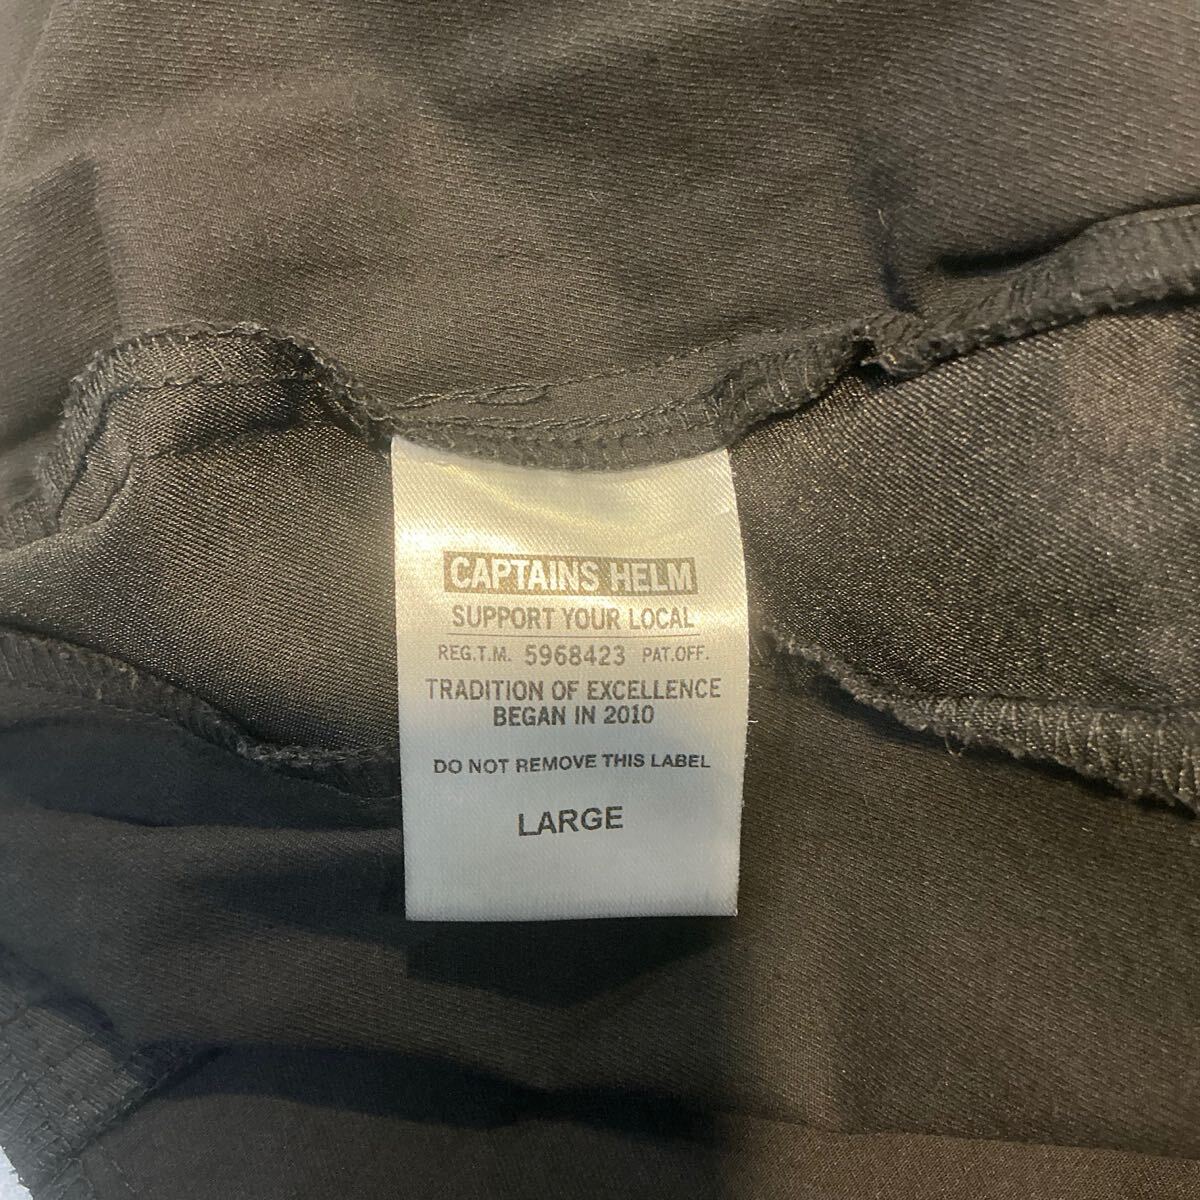 CAPTAINS HELM
SUPPORT YOUR LOCAL
REG.T.M. 5968423 PAT.OFF.
TRADITION OF EXCELLENCE
BEGAN IN 2010
DO NOT REMOVE THIS LABEL
LARGE